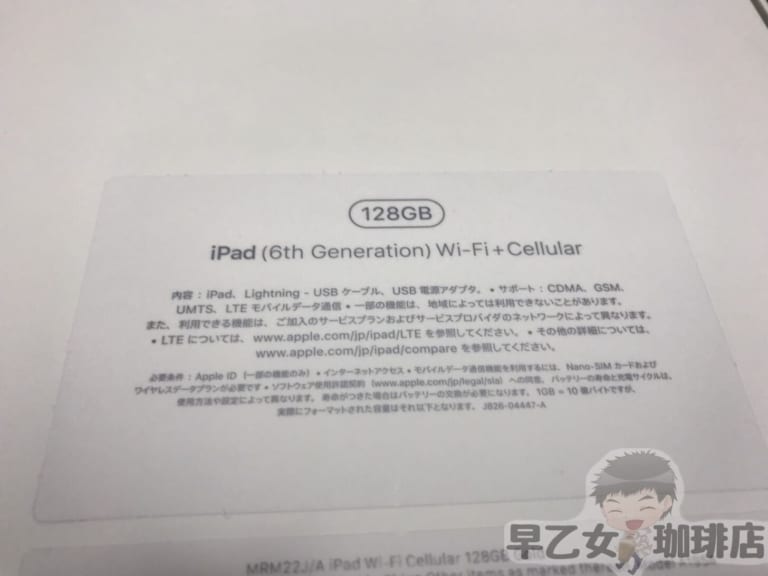 128GB
iPad (6th Generation) Wi-Fi + Cellular
内容：iPad、Lightning - USB ケーブル、USB 電源アダプタ。• サポート：CDMA、GSM、
UMTS、LTE モバイルデータ通信 • 一部の機能は、地域によっては利用できないことがあります。
また、利用できる機能は、ご加入のサービスプランおよびサービスプロバイダのネットワークによって異なります。
• LTE については、www.apple.com/jp/ipad/LTE を参照してください。• その他の詳細については、
www.apple.com/jp/ipad/compare を参照してください。
必要条件：Apple ID（一部の機能のみ）• インターネットアクセス • モバイルデータ通信機能を利用するには、Nano-SIM カードおよび
ワイヤレスデータプランが必要です • ソフトウェア使用許諾契約（www.apple.com/jp/legal/sla）への同意。バッテリーの寿命と充電サイクルは、
使用方法や設定によって異なります。寿命がつきた場合はバッテリーの交換が必要になります。1GB = 10 億バイトですが、
実際にフォーマットされた容量はそれ以下となります。J826-04447-A
早乙女珈琲店
MRM22J/A iPad Wi-Fi Cellular 128GB
Other items as marked there